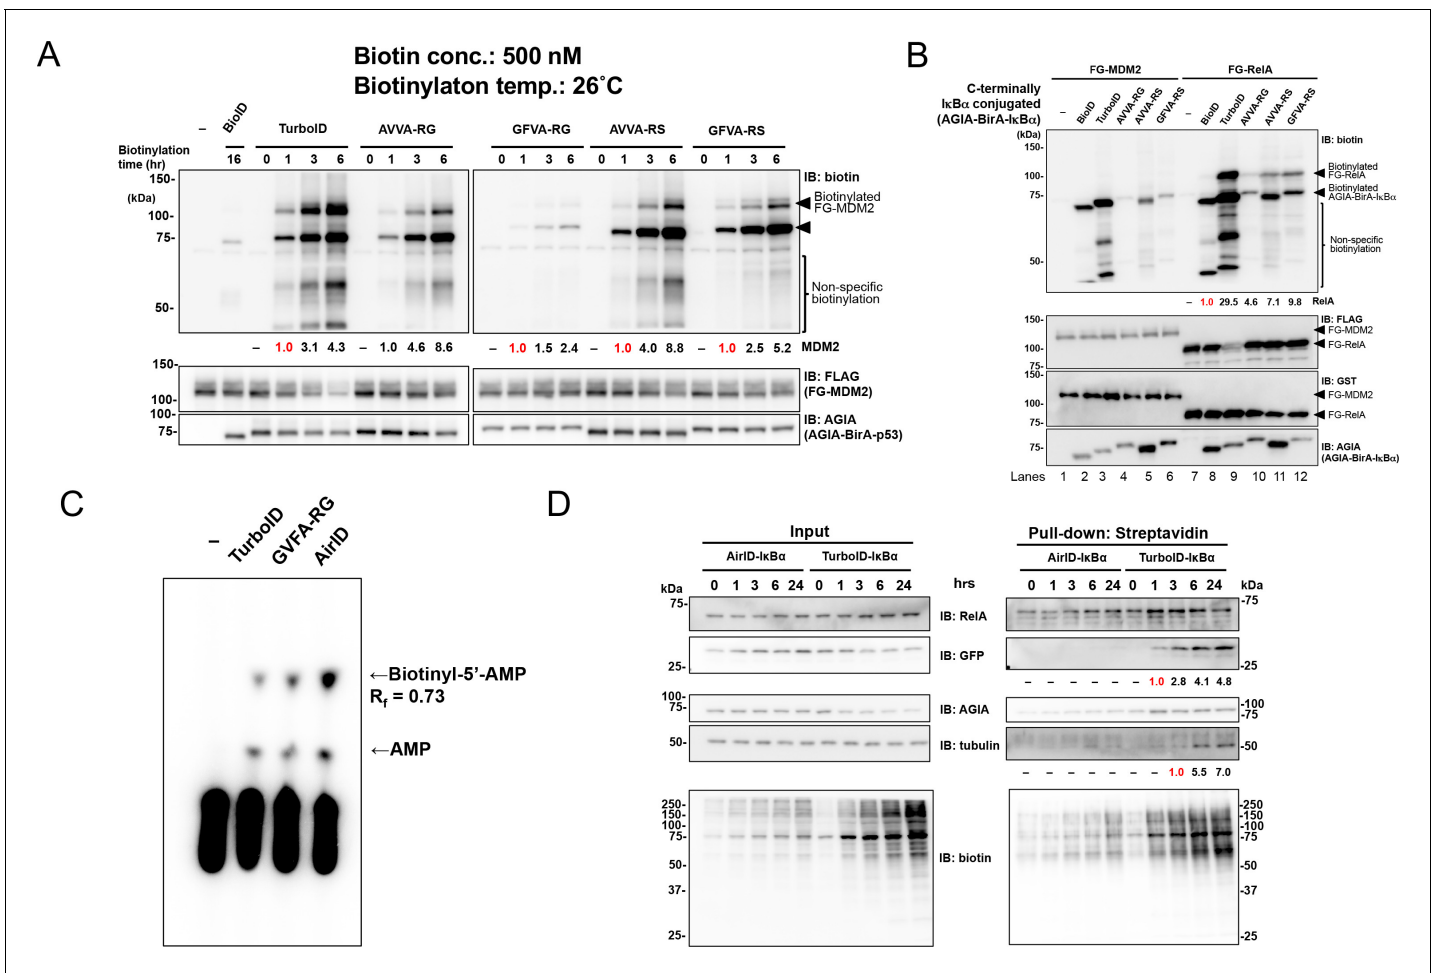 A
Biotin conc.: 500 nM
Biotinylaton temp.: 26˚C
– BioID TurboID AVVA-RG GFVA-RG AVVA-RS GFVA-RS
Biotinylation
time (hr)
16 0 1 3 6 0 1 3 6 0 1 3 6 0 1 3 6 0 1 3 6
(kDa)
150-
100-
75-
50-
IB: biotin
Biotinylated
FG-MDM2
Non-specific
biotinylation
– 1.0 3.1 4.3 – 1.0 4.6 8.6 – 1.0 1.5 2.4 – 1.0 4.0 8.8 – 1.0 2.5 5.2 MDM2
150-
100-
IB: FLAG
(FG-MDM2)
100-
75-
IB: AGIA
(AGIA-BirA-p53)
B
FG-MDM2 FG-RelA
C-terminally
IκBα conjugated
(AGIA-BirA-IκBα)
– BioID TurboID AVVA-RG AVVA-RS GFVA-RS – BioID TurboID AVVA-RG AVVA-RS GFVA-RS
(kDa)
150-
100-
75-
50-
IB: biotin
Biotinylated
FG-RelA
Biotinylated
AGIA-BirA-IκBα
Non-specific
biotinylation
– 1.0 29.5 4.6 7.1 9.8 RelA
150-
100-
75-
IB: FLAG
FG-MDM2
FG-RelA
150-
100-
75-
IB: GST
FG-MDM2
FG-RelA
75-
IB: AGIA
(AGIA-BirA-IκBα)
Lanes 1 2 3 4 5 6 7 8 9 10 11 12
C
– TurboID GVFA-RG AirID
←Biotinyl-5’-AMP
Rf = 0.73
←AMP
D
Input
AirID-IκBα TurboID-IκBα
kDa 0 1 3 6 24 0 1 3 6 24 hrs
75-
IB: RelA
25-
IB: GFP
100-
75-
IB: AGIA
50-
IB: tubulin
250-
150-
100-
75-
50-
37-
25-
IB: biotin
Pull-down: Streptavidin
AirID-IκBα TurboID-IκBα
0 1 3 6 24 0 1 3 6 24 kDa
-75
-25
– – – – – – 1.0 2.8 4.1 4.8
-100
-75
-50
– – – – – – – 1.0 5.5 7.0
-250
-150
-100
-75
-50
-37
-25